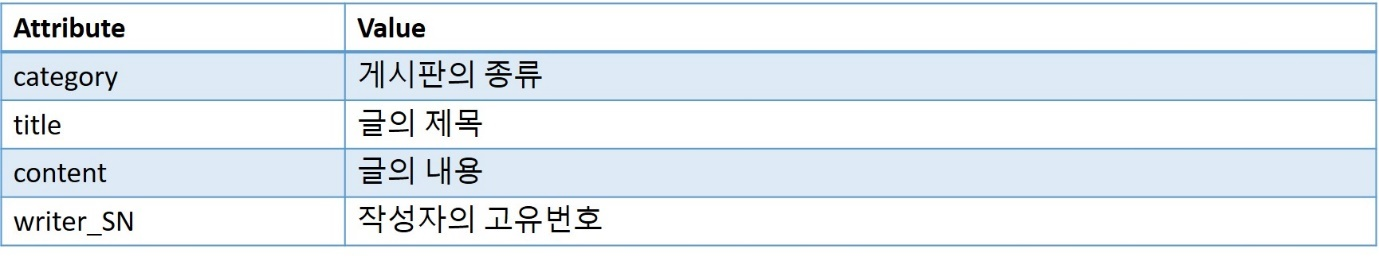 Attribute Value
category 게시판의 종류
title 글의 제목
content 글의 내용
writer_SN 작성자의 고유번호